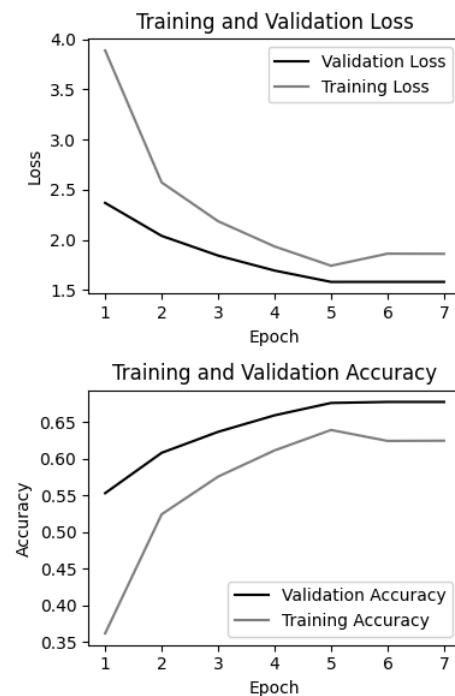 Training and Validation Loss
4.0
3.5
3.0
2.5
2.0
1.5
Loss
Validation Loss
Training Loss
1 2 3 4 5 6 7
Epoch
Training and Validation Accuracy
0.65
0.60
0.55
0.50
0.45
0.40
0.35
Accuracy
Validation Accuracy
Training Accuracy
1 2 3 4 5 6 7
Epoch